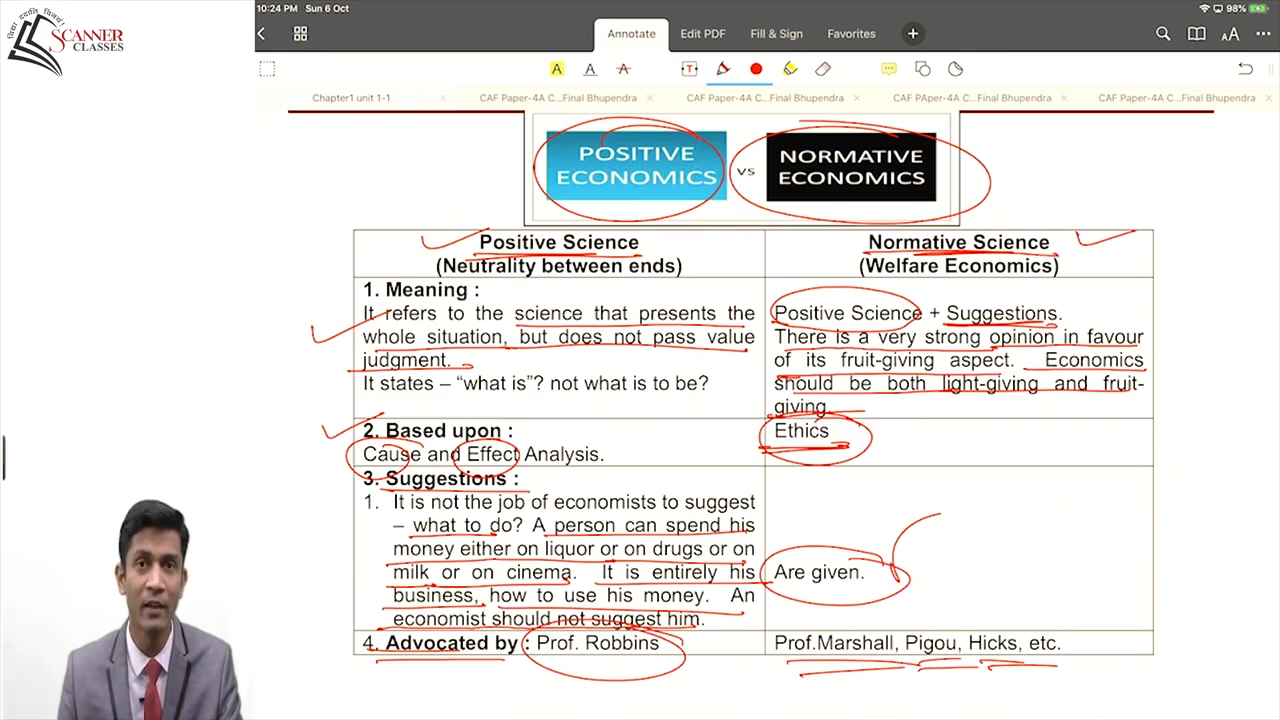 विद्या ददाति विनयं।
SCANNER
CLASSES
10:24 PM Sun 6 Oct
98%
Annotate Edit PDF Fill & Sign Favorites
AA
A A A T
Chapter1 unit 1-1 × CAF Paper-4A C...Final Bhupendra × CAF Paper-4A C...Final Bhupendra × CAF PAper-4A C...Final Bhupendra × CAF Paper-4A C...Final Bhupendra ×
POSITIVE
ECONOMICS
VS
NORMATIVE
ECONOMICS
Positive Science
(Neutrality between ends)
Normative Science
(Welfare Economics)
1. Meaning :
It refers to the science that presents the
whole situation, but does not pass value
judgment.
It states – “what is”? not what is to be?
Positive Science + Suggestions.
There is a very strong opinion in favour
of its fruit-giving aspect. Economics
should be both light-giving and fruit-
giving.
2. Based upon :
Cause and Effect Analysis.
Ethics
3. Suggestions :
1. It is not the job of economists to suggest
– what to do? A person can spend his
money either on liquor or on drugs or on
milk or on cinema. It is entirely his
business, how to use his money. An
economist should not suggest him.
Are given.
4. Advocated by : Prof. Robbins
Prof.Marshall, Pigou, Hicks, etc.